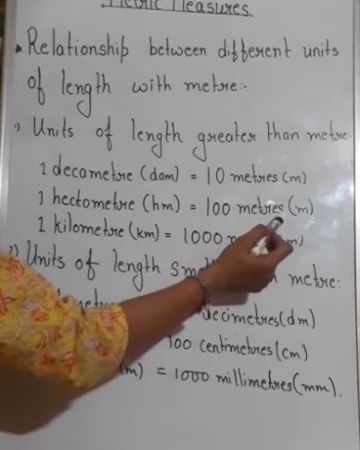 Metric Measures
Relationship between different units
of length with metre:-
1) Units of length greater than metre
1 decametre (dam) = 10 metres (m)
1 hectometre (hm) = 100 metres (m)
1 kilometre (km) = 1000 m
2) Units of length sm metre:
decimetres (dm)
100 centimetres (cm)
(m) = 1000 millimetres (mm).